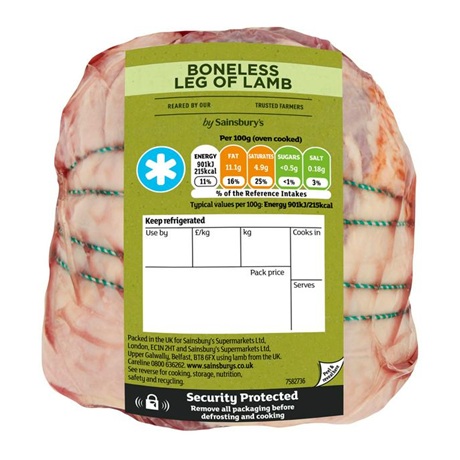 BONELESS
LEG OF LAMB
REARED BY OUR TRUSTED FARMERS
by Sainsbury's
Per 100g (oven cooked)
ENERGY FAT SATURATES SUGARS SALT
901kJ 215kcal 11.1g 4.9g <0.5g 0.18g
11% 16% 25% <1% 3%
% of the Reference Intakes
Typical values per 100g: Energy 901kJ/215kcal
Keep refrigerated
Use by £/kg kg Cooks in
Pack price
Serves
Packed in the UK for Sainsbury's Supermarkets Ltd,
London, EC1N 2HT and Sainsbury's Supermarkets Ltd,
Upper Galwally, Belfast, BT8 6FX using lamb from the UK.
Careline 0800 636262. www.sainsburys.co.uk
See reverse for cooking, storage, nutrition,
safety and recycling.
7582736
Peel &
reveal here
Security Protected
Remove all packaging before
defrosting and cooking